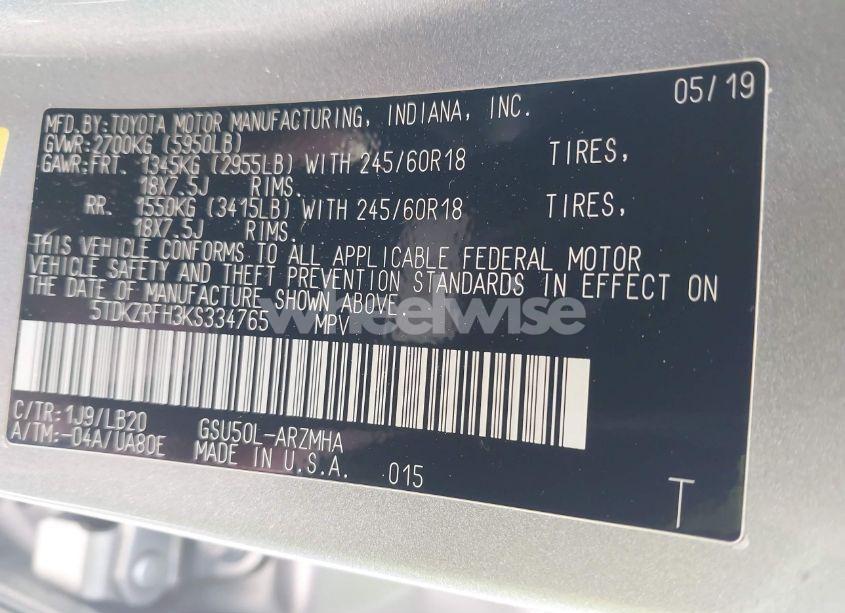 05/19
MFD.BY:TOYOTA MOTOR MANUFACTURING, INDIANA, INC.
GVWR:2700KG (5950LB)
GAWR:FRT. 1345KG (2955LB) WITH 245/60R18 TIRES,
18X7.5J RIMS.
RR. 1550KG (3415LB) WITH 245/60R18 TIRES,
18X7.5J RIMS.
THIS VEHICLE CONFORMS TO ALL APPLICABLE FEDERAL MOTOR
VEHICLE SAFETY AND THEFT PREVENTION STANDARDS IN EFFECT ON
THE DATE OF MANUFACTURE SHOWN ABOVE.
5TDKZRFH3KS334765 MPV
wheelwise
C/TR:1J9/LB20 GSU50L-ARZMHA
A/TM:-04A/UA80E MADE IN U.S.A. 015
T